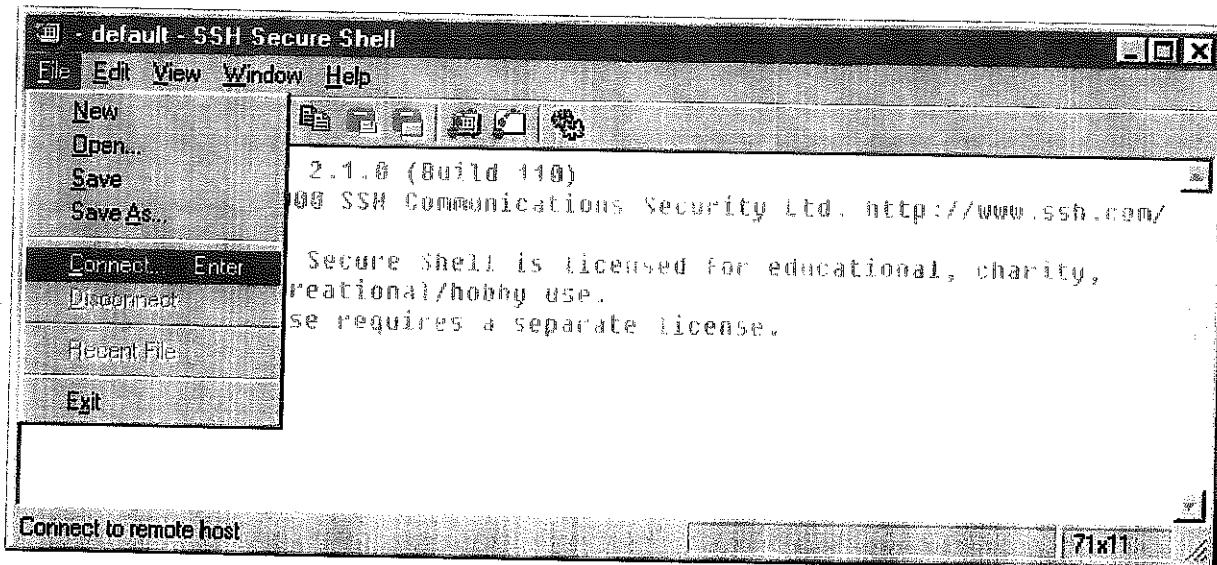 - default - SSH Secure Shell
File Edit View Window Help
New
Open...
Save
Save As...
Connect... Enter
Disconnect
Recent File
Exit
2.1.0 (Build 110)
000 SSH Communications Security Ltd. http://www.ssh.com/
Secure Shell is licensed for educational, charity,
reational/hobby use.
se requires a separate license.
Connect to remote host
71x11